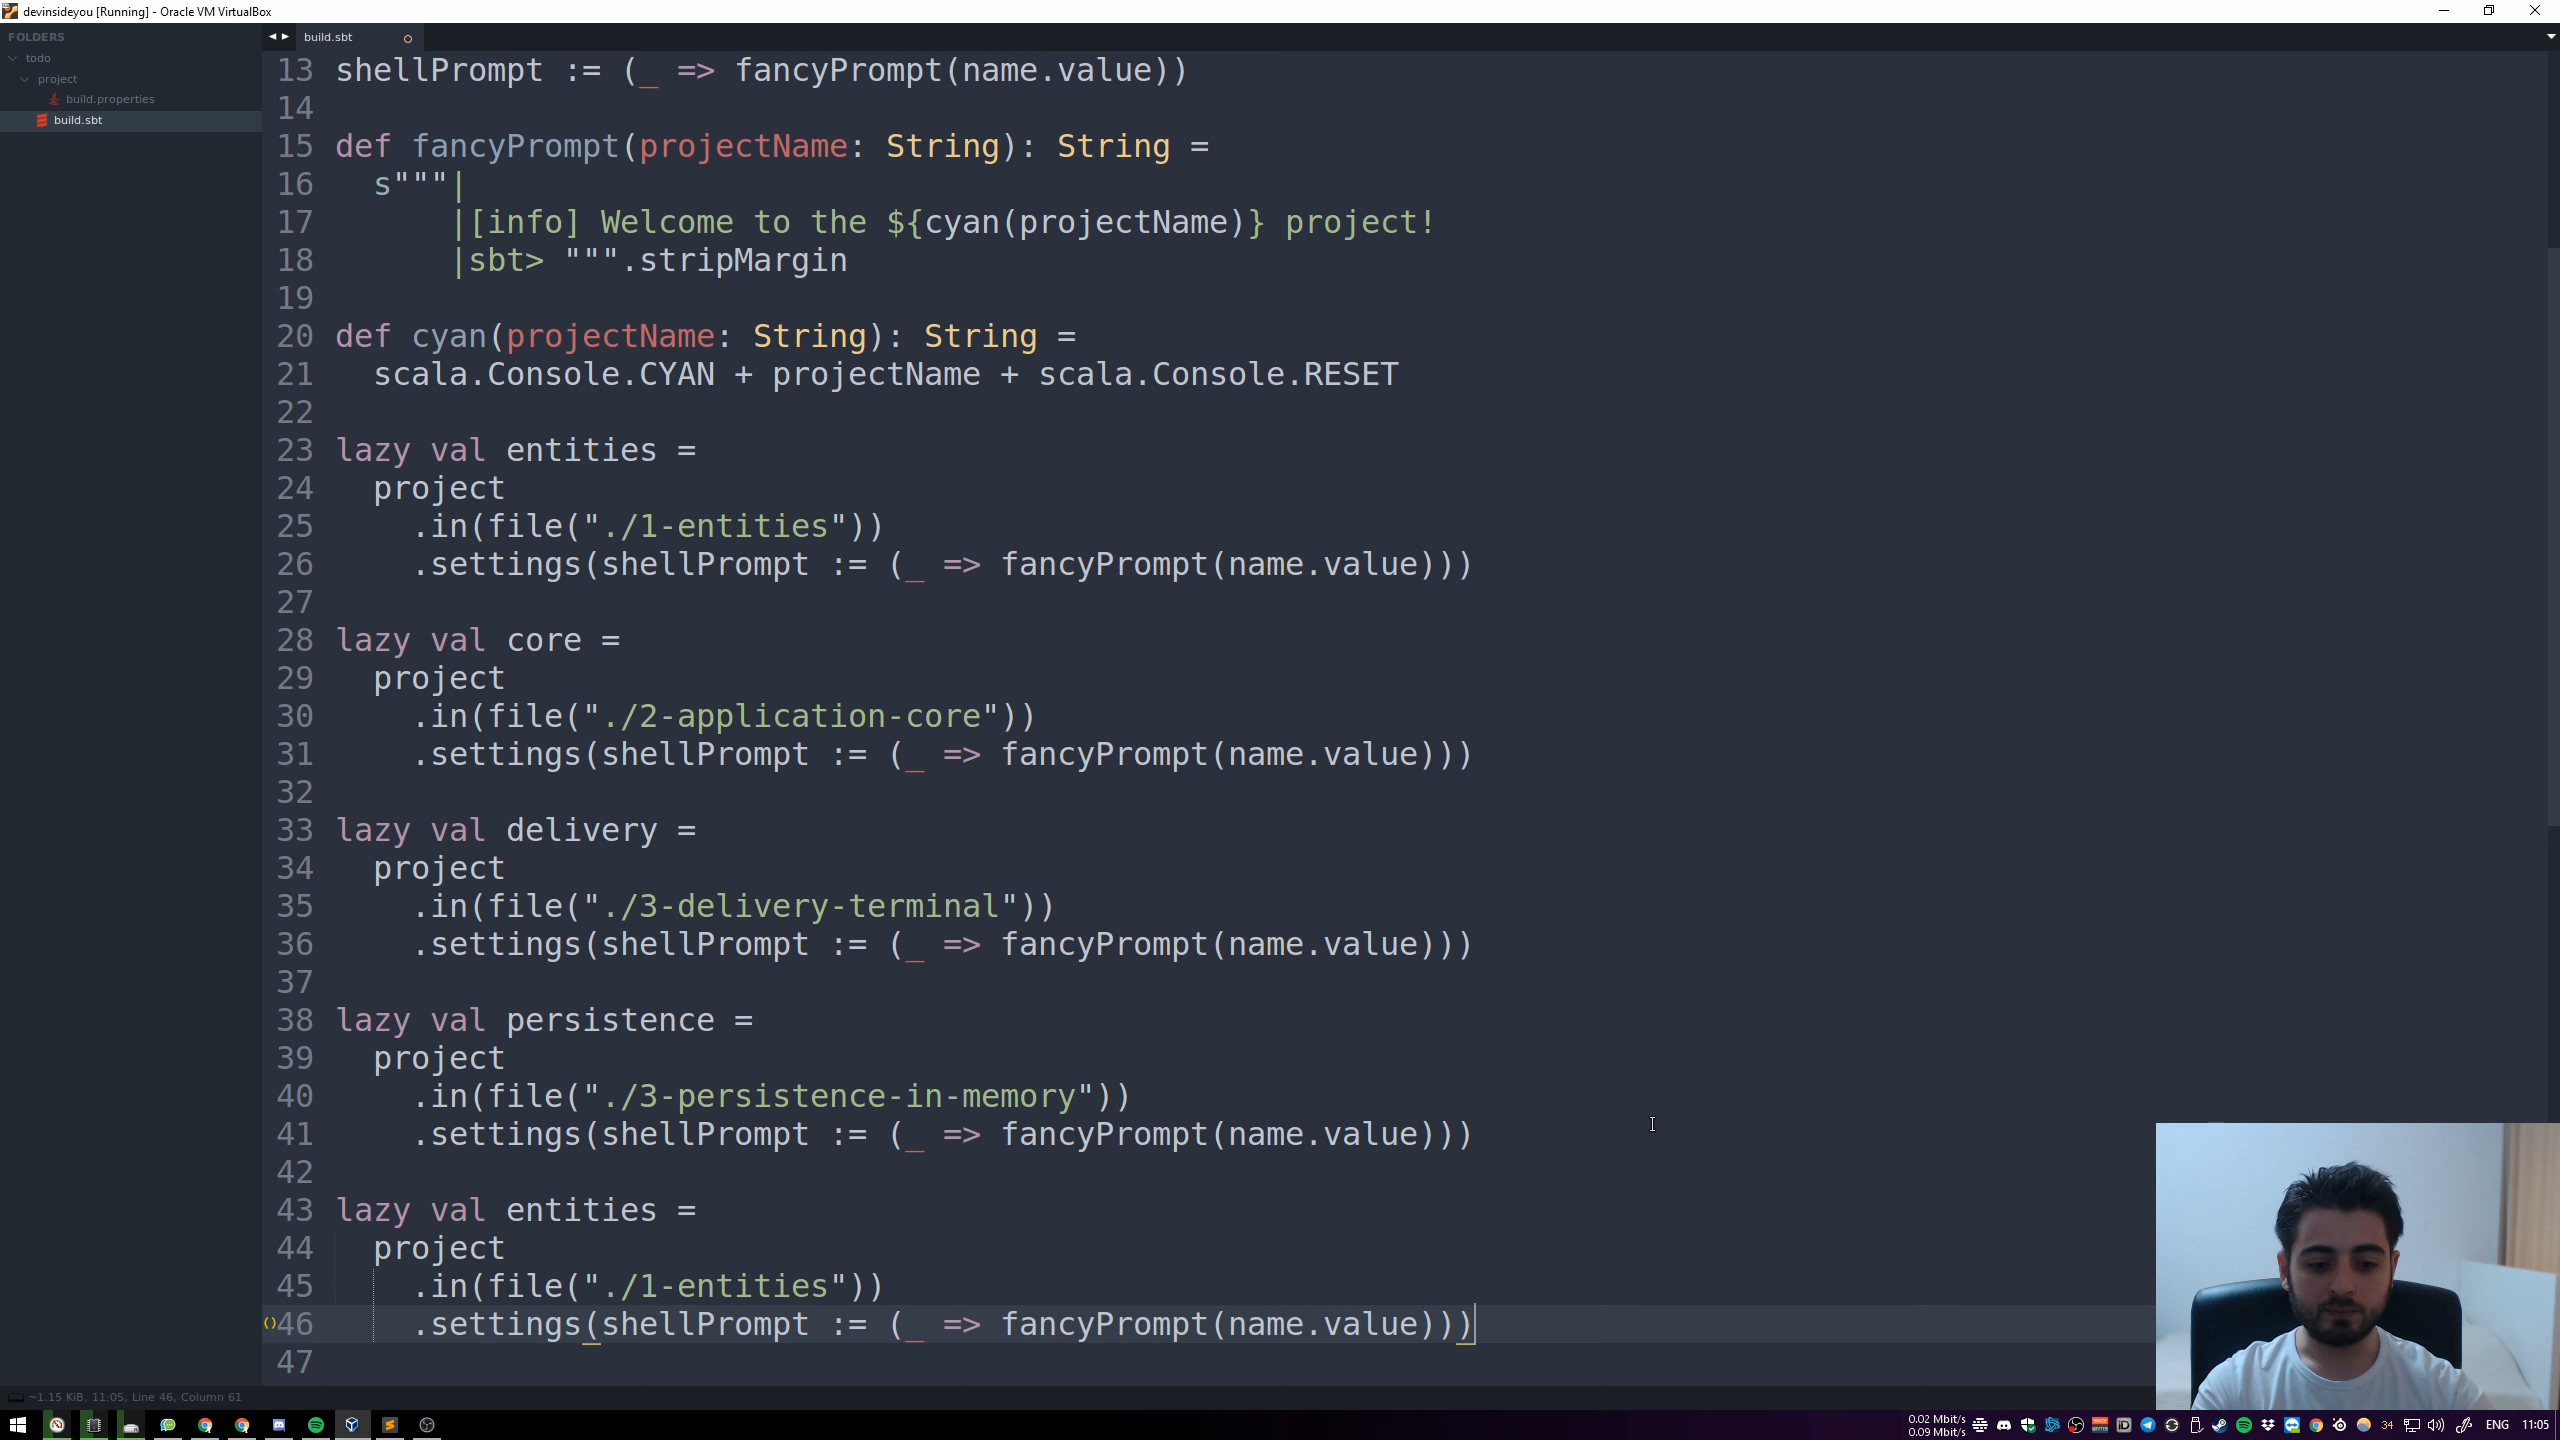 devinsideyou [Running] - Oracle VM VirtualBox
FOLDERS
todo
project
build.properties
build.sbt
build.sbt
13 shellPrompt := (_ => fancyPrompt(name.value))
14
15 def fancyPrompt(projectName: String): String =
16   s"""|
17       |[info] Welcome to the ${cyan(projectName)} project!
18       |sbt> """.stripMargin
19
20 def cyan(projectName: String): String =
21   scala.Console.CYAN + projectName + scala.Console.RESET
22
23 lazy val entities =
24   project
25     .in(file("./1-entities"))
26     .settings(shellPrompt := (_ => fancyPrompt(name.value)))
27
28 lazy val core =
29   project
30     .in(file("./2-application-core"))
31     .settings(shellPrompt := (_ => fancyPrompt(name.value)))
32
33 lazy val delivery =
34   project
35     .in(file("./3-delivery-terminal"))
36     .settings(shellPrompt := (_ => fancyPrompt(name.value)))
37
38 lazy val persistence =
39   project
40     .in(file("./3-persistence-in-memory"))
41     .settings(shellPrompt := (_ => fancyPrompt(name.value)))
42
43 lazy val entities =
44   project
45     .in(file("./1-entities"))
46     .settings(shellPrompt := (_ => fancyPrompt(name.value)))
47
~1.15 KiB, 11:05, Line 46, Column 61
0.02 Mbit/s
0.09 Mbit/s
34
ENG
11:05